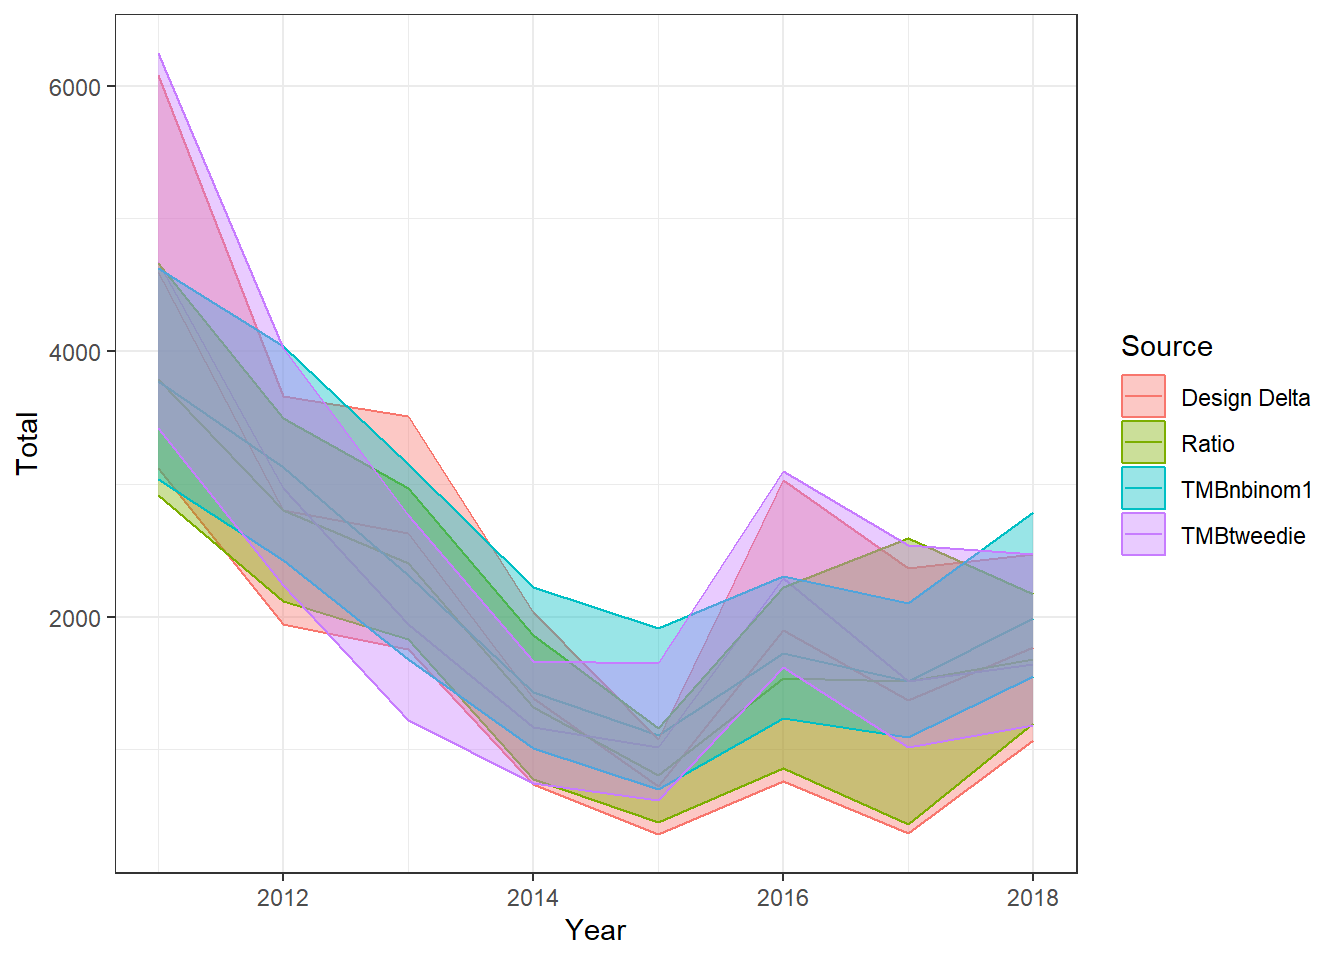 6000
4000
2000
Total
2012
2014
2016
2018
Year
Source
Design Delta
Ratio
TMBnbinom1
TMBtweedie